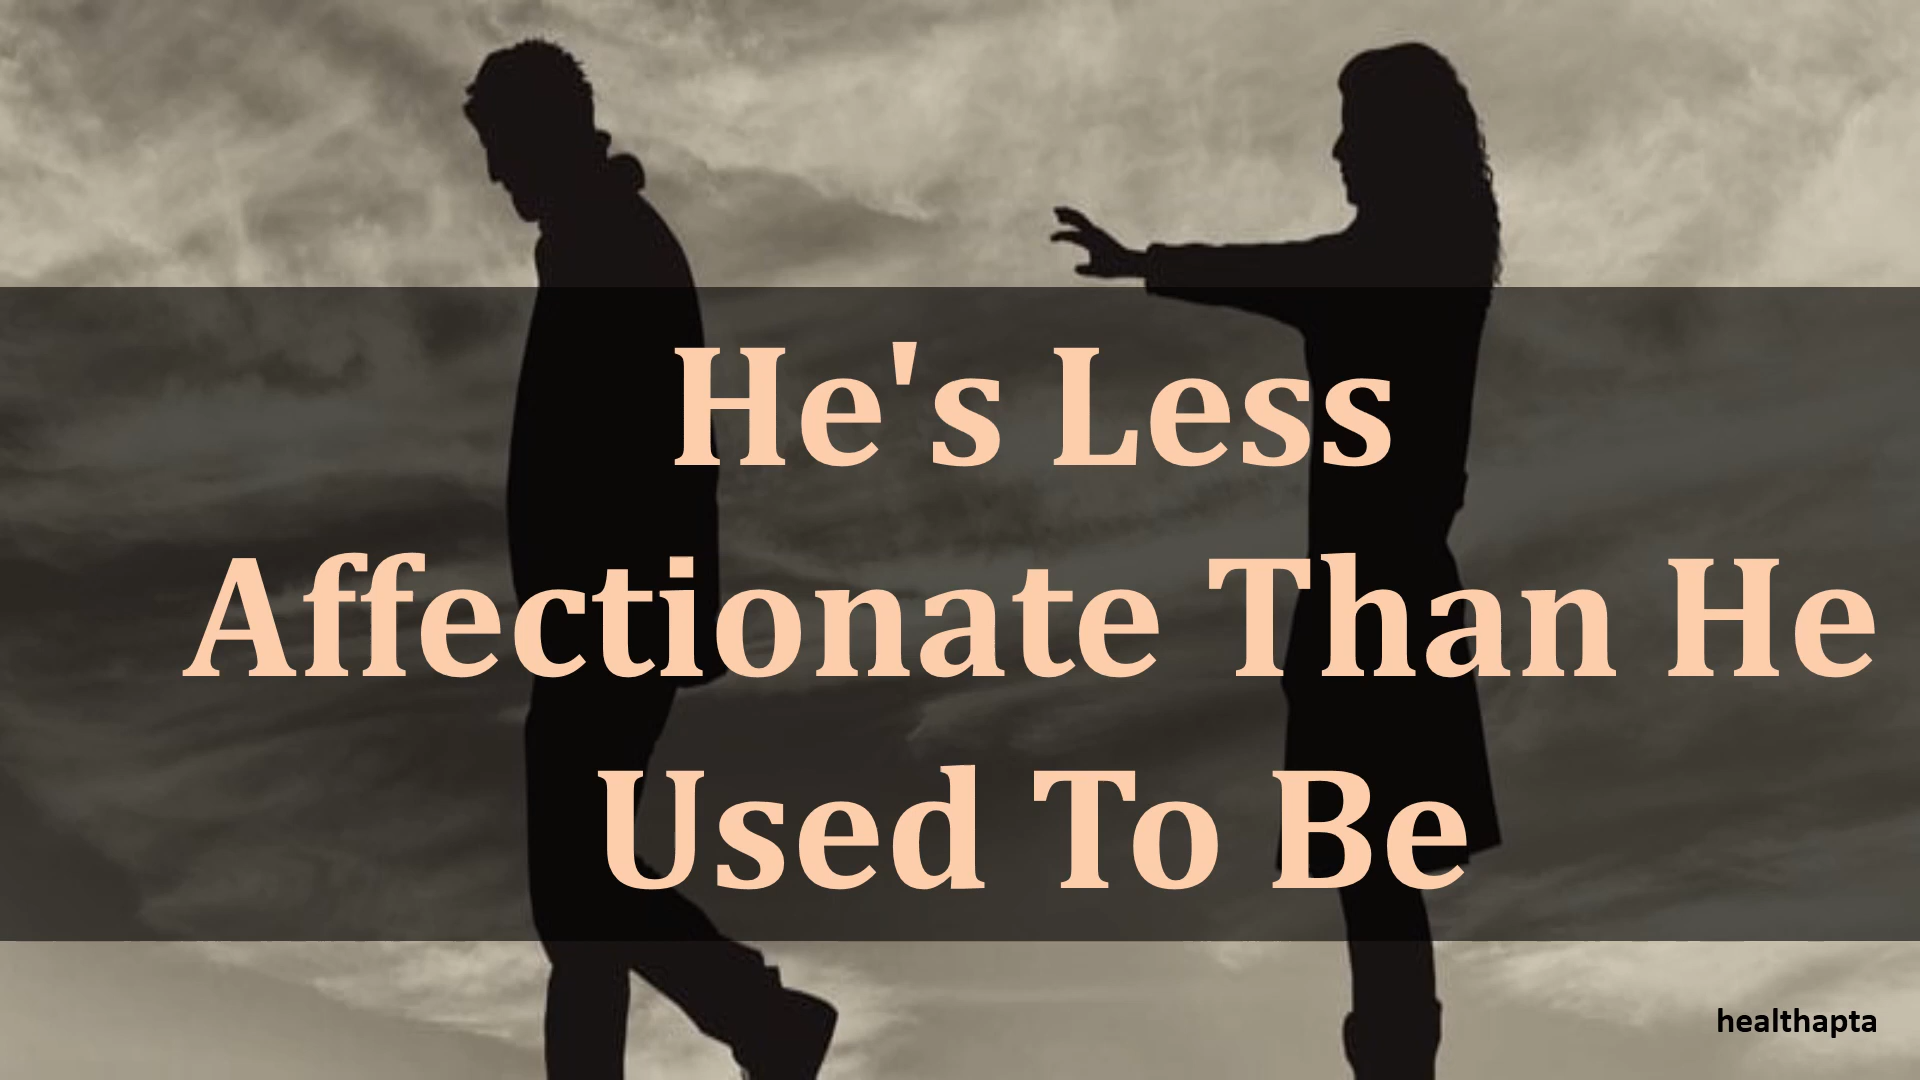 He's Less
Affectionate Than He
Used To Be
healthapta